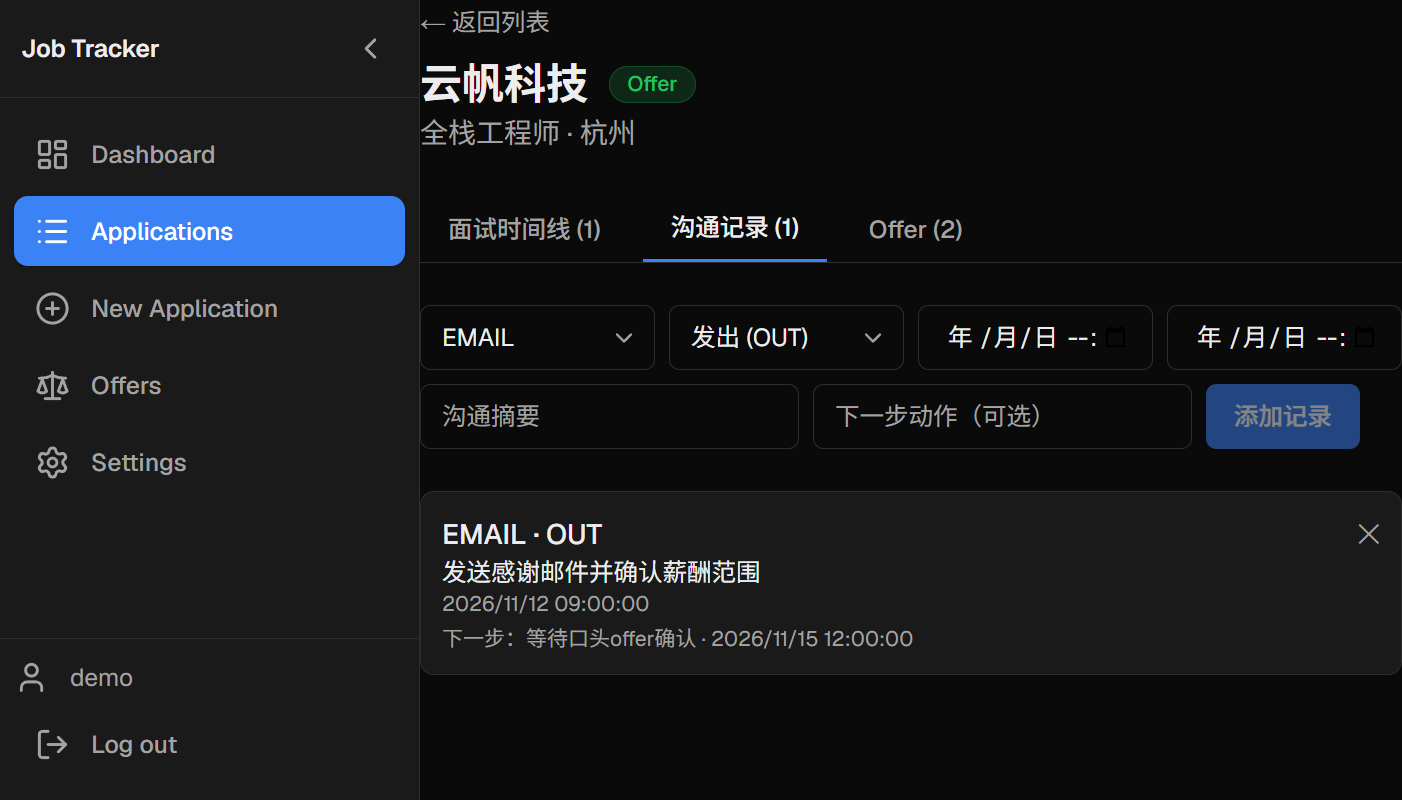 Job Tracker
Dashboard
Applications
New Application
Offers
Settings
demo
Log out
← 返回列表
云帆科技 Offer
全栈工程师 · 杭州
面试时间线 (1) 沟通记录 (1) Offer (2)
EMAIL 发出 (OUT) 年 /月/日 --: 年 /月/日 --:
沟通摘要 下一步动作（可选） 添加记录
EMAIL · OUT
发送感谢邮件并确认薪酬范围
2026/11/12 09:00:00
下一步：等待口头offer确认 · 2026/11/15 12:00:00